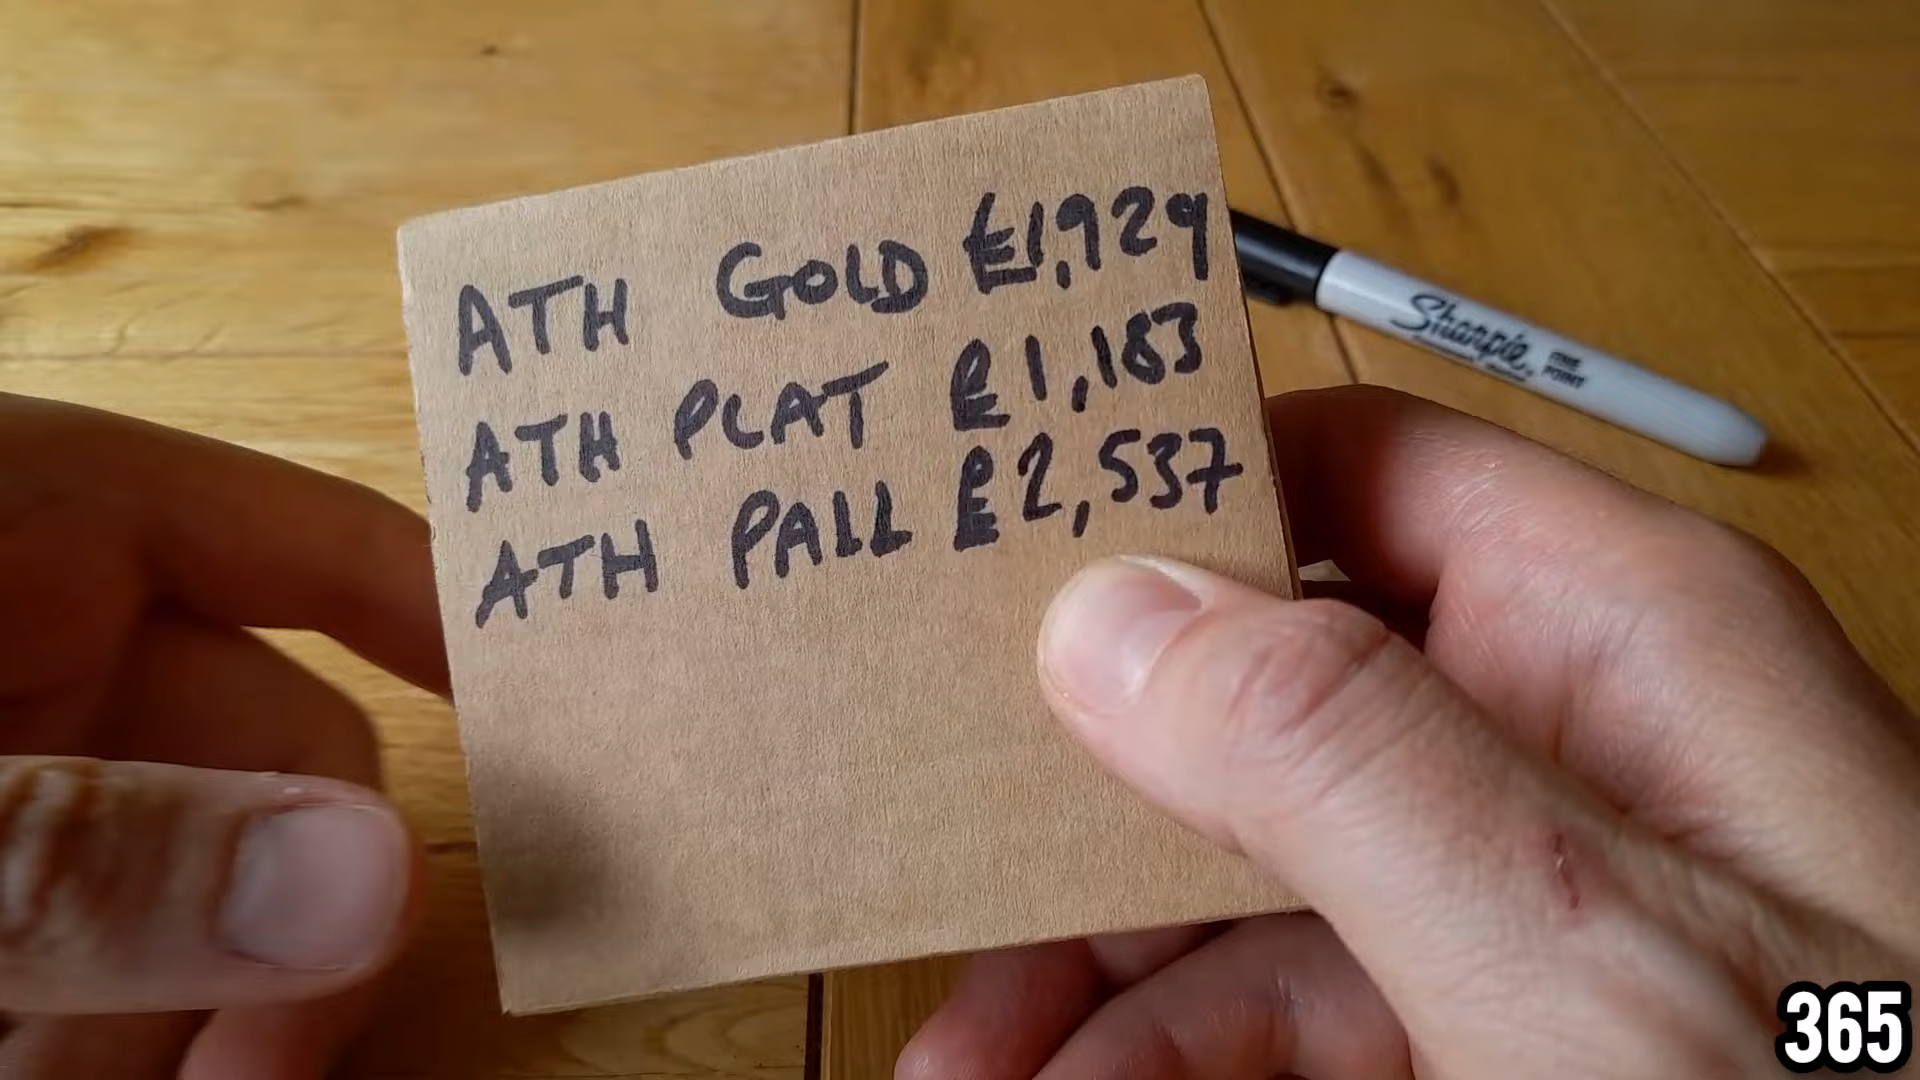 ATH GOLD £1,929
ATH PLAT £1,183
ATH PALL £2,537
Sharpie
FINE POINT
365